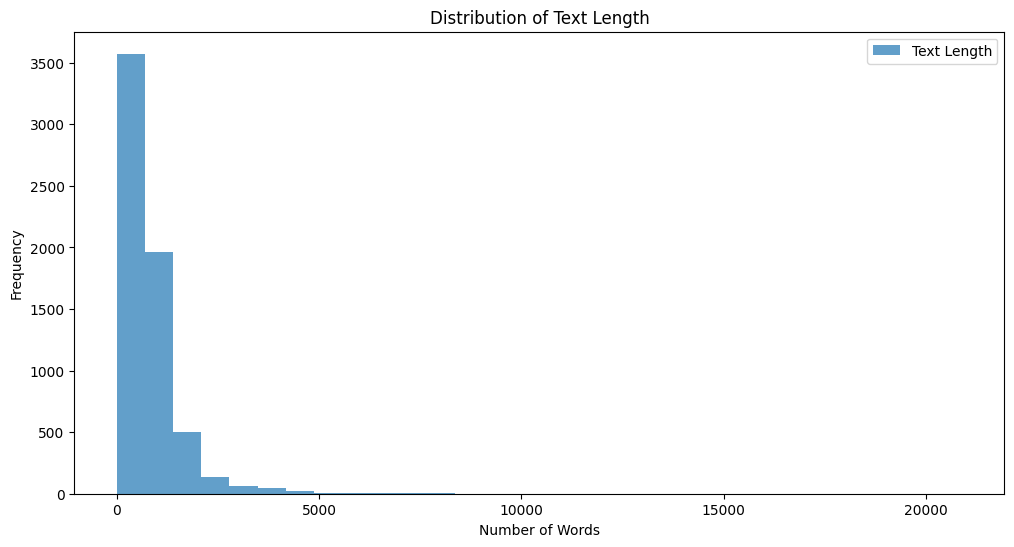 Distribution of Text Length
Text Length
3500
3000
2500
2000
1500
1000
500
0
Frequency
0 5000 10000 15000 20000
Number of Words